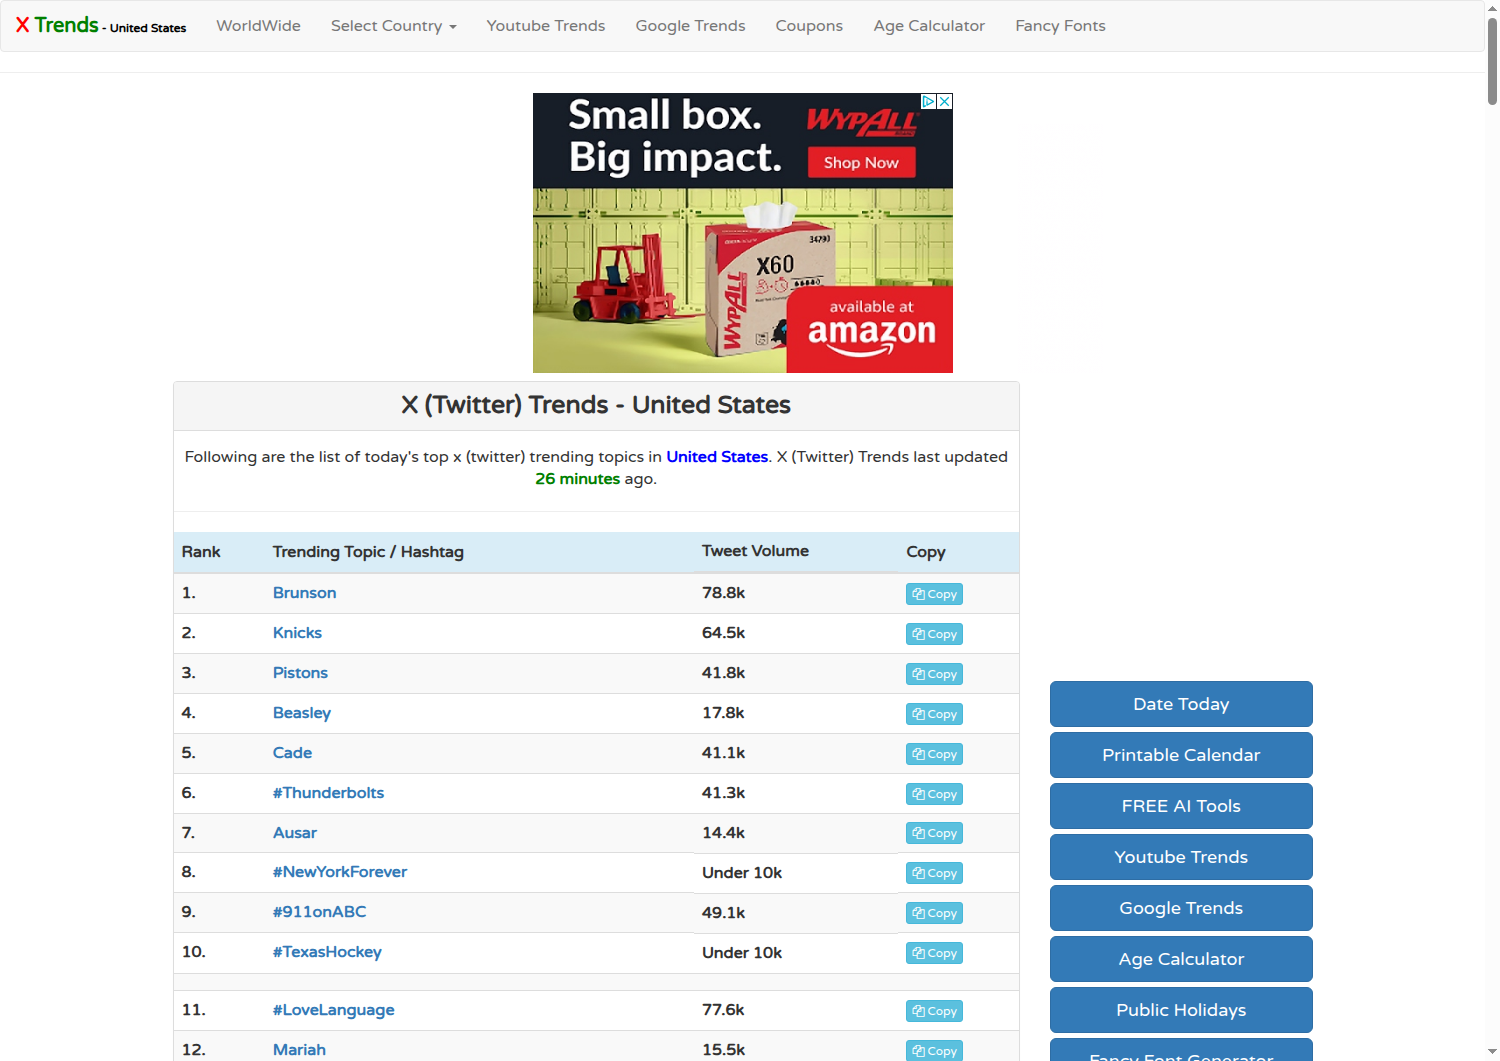 X Trends - United States
WorldWide
Select Country
Youtube Trends
Google Trends
Coupons
Age Calculator
Fancy Fonts
Small box.
Big impact.
WYPALL
Shop Now
34790
X60
WYPALL
available at
amazon
X (Twitter) Trends - United States
Following are the list of today's top x (twitter) trending topics in United States. X (Twitter) Trends last updated
26 minutes ago.
Rank Trending Topic / Hashtag Tweet Volume Copy
1. Brunson 78.8k Copy
2. Knicks 64.5k Copy
3. Pistons 41.8k Copy
4. Beasley 17.8k Copy
5. Cade 41.1k Copy
6. #Thunderbolts 41.3k Copy
7. Ausar 14.4k Copy
8. #NewYorkForever Under 10k Copy
9. #911onABC 49.1k Copy
10. #TexasHockey Under 10k Copy
11. #LoveLanguage 77.6k Copy
12. Mariah 15.5k Copy
Date Today
Printable Calendar
FREE AI Tools
Youtube Trends
Google Trends
Age Calculator
Public Holidays
Fancy Font Generator